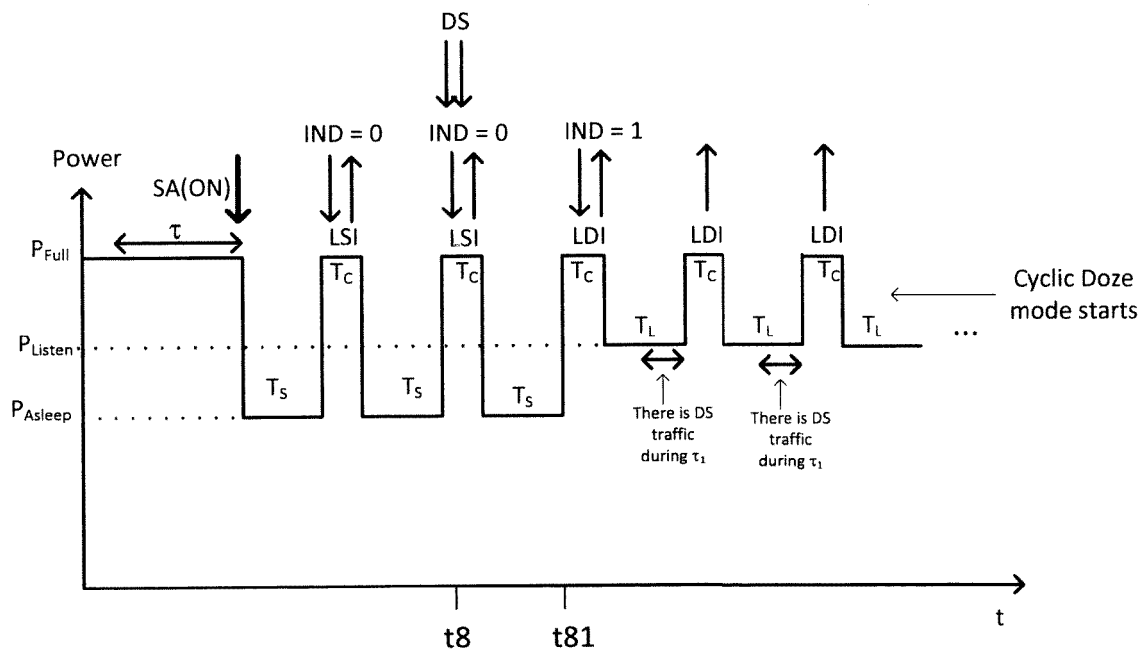 DS
IND = 0 IND = 0 IND = 1
Power
SA(ON)
τ
LSI LSI LDI LDI LDI
P_Full
T_C T_C T_C T_C T_C
Cyclic Doze
mode starts
T_L T_L T_L ...
P_Listen
T_S T_S T_S
P_Asleep
There is DS
traffic
during τ₁
There is DS
traffic
during τ₁
t
t8 t81